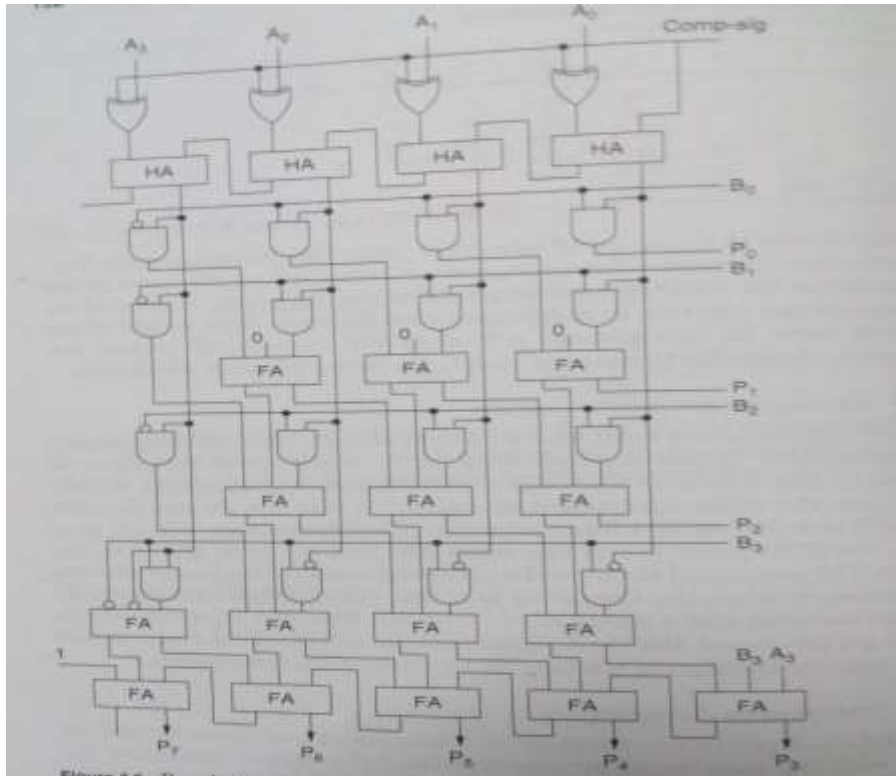 A₃ A₂ A₁ A₀ Comp-sig
HA HA HA HA
B₀
P₀
B₁
0 0 0
FA FA FA
P₁
B₂
FA FA FA
P₂
B₃
FA FA FA FA
1 B₃ A₃
FA FA FA FA FA
P₇ P₆ P₅ P₄ P₃